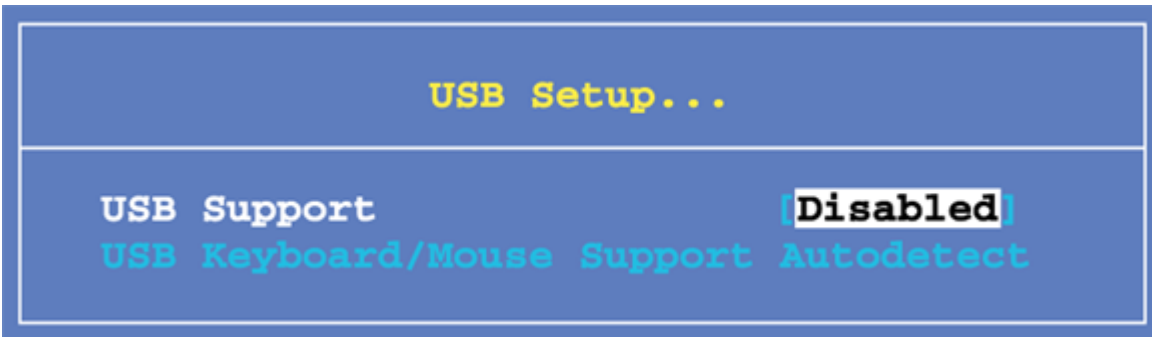 USB Setup...
USB Support [Disabled]
USB Keyboard/Mouse Support Autodetect